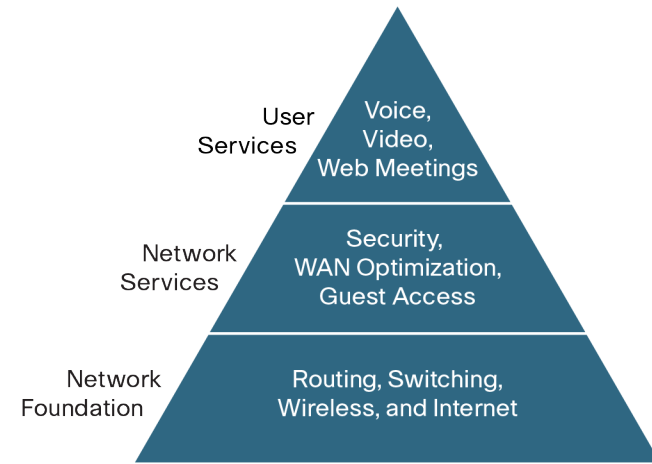 User
Services
Voice,
Video,
Web Meetings
Network
Services
Security,
WAN Optimization,
Guest Access
Network
Foundation
Routing, Switching,
Wireless, and Internet